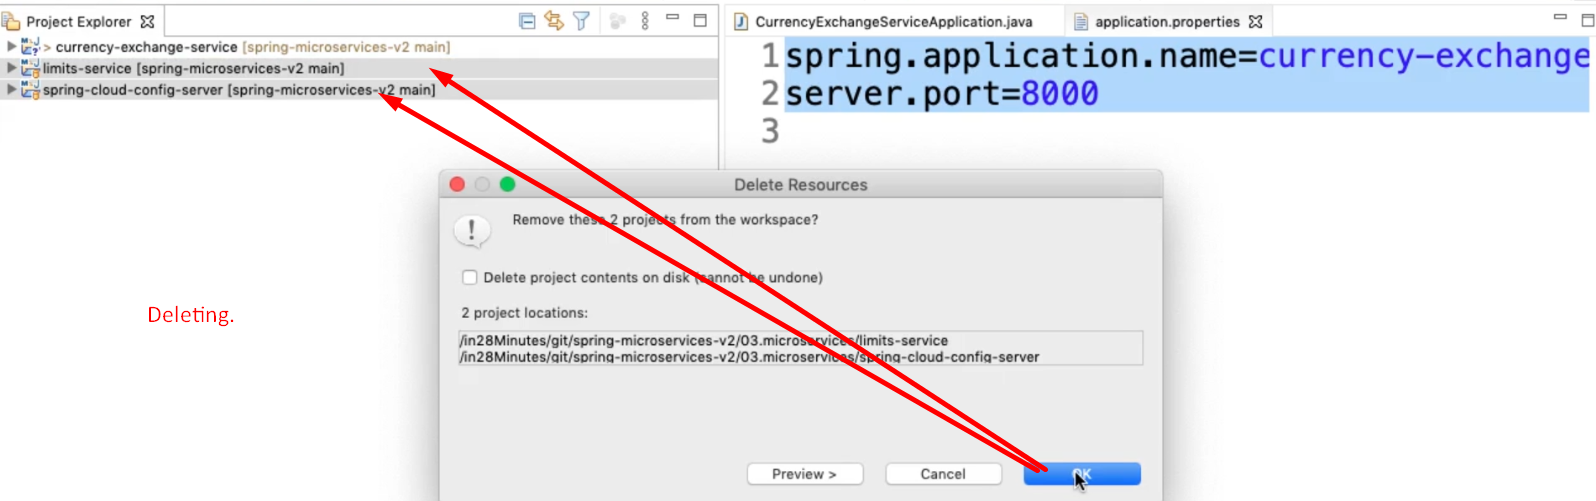 Project Explorer
> currency-exchange-service [spring-microservices-v2 main]
limits-service [spring-microservices-v2 main]
spring-cloud-config-server [spring-microservices-v2 main]
CurrencyExchangeServiceApplication.java
application.properties
1 spring.application.name=currency-exchange
2 server.port=8000
3
Delete Resources
Remove these 2 projects from the workspace?
Delete project contents on disk (cannot be undone)
Deleting.
2 project locations:
/in28Minutes/git/spring-microservices-v2/03.microservices/limits-service
/in28Minutes/git/spring-microservices-v2/03.microservices/spring-cloud-config-server
Preview >
Cancel
OK